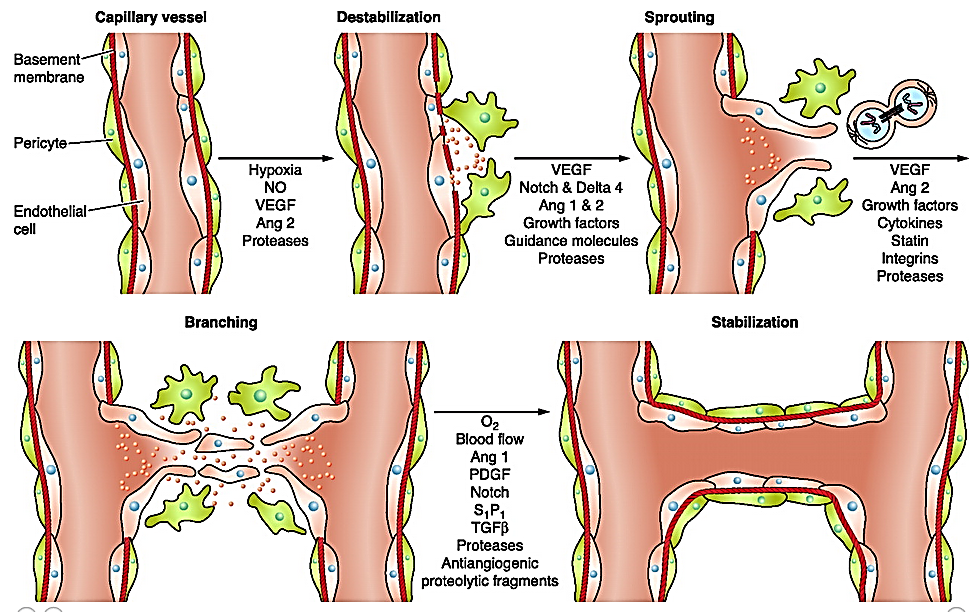 Capillary vessel
Destabilization
Sprouting
Basement
membrane
Pericyte
Endothelial
cell
Hypoxia
NO
VEGF
Ang 2
Proteases
VEGF
Notch & Delta 4
Ang 1 & 2
Growth factors
Guidance molecules
Proteases
VEGF
Ang 2
Growth factors
Cytokines
Statin
Integrins
Proteases
Branching
Stabilization
O₂
Blood flow
Ang 1
PDGF
Notch
S₁P₁
TGFβ
Proteases
Antiangiogenic
proteolytic fragments